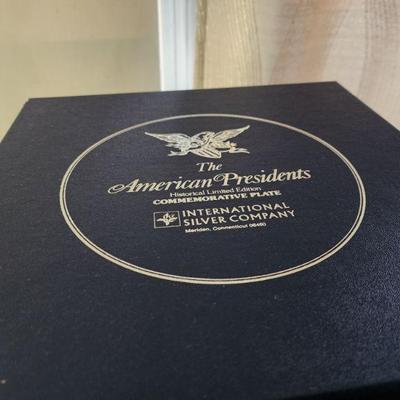 The
American Presidents
Historical Limited Edition
COMMEMORATIVE PLATE
INTERNATIONAL
SILVER COMPANY
Meriden, Connecticut 06450